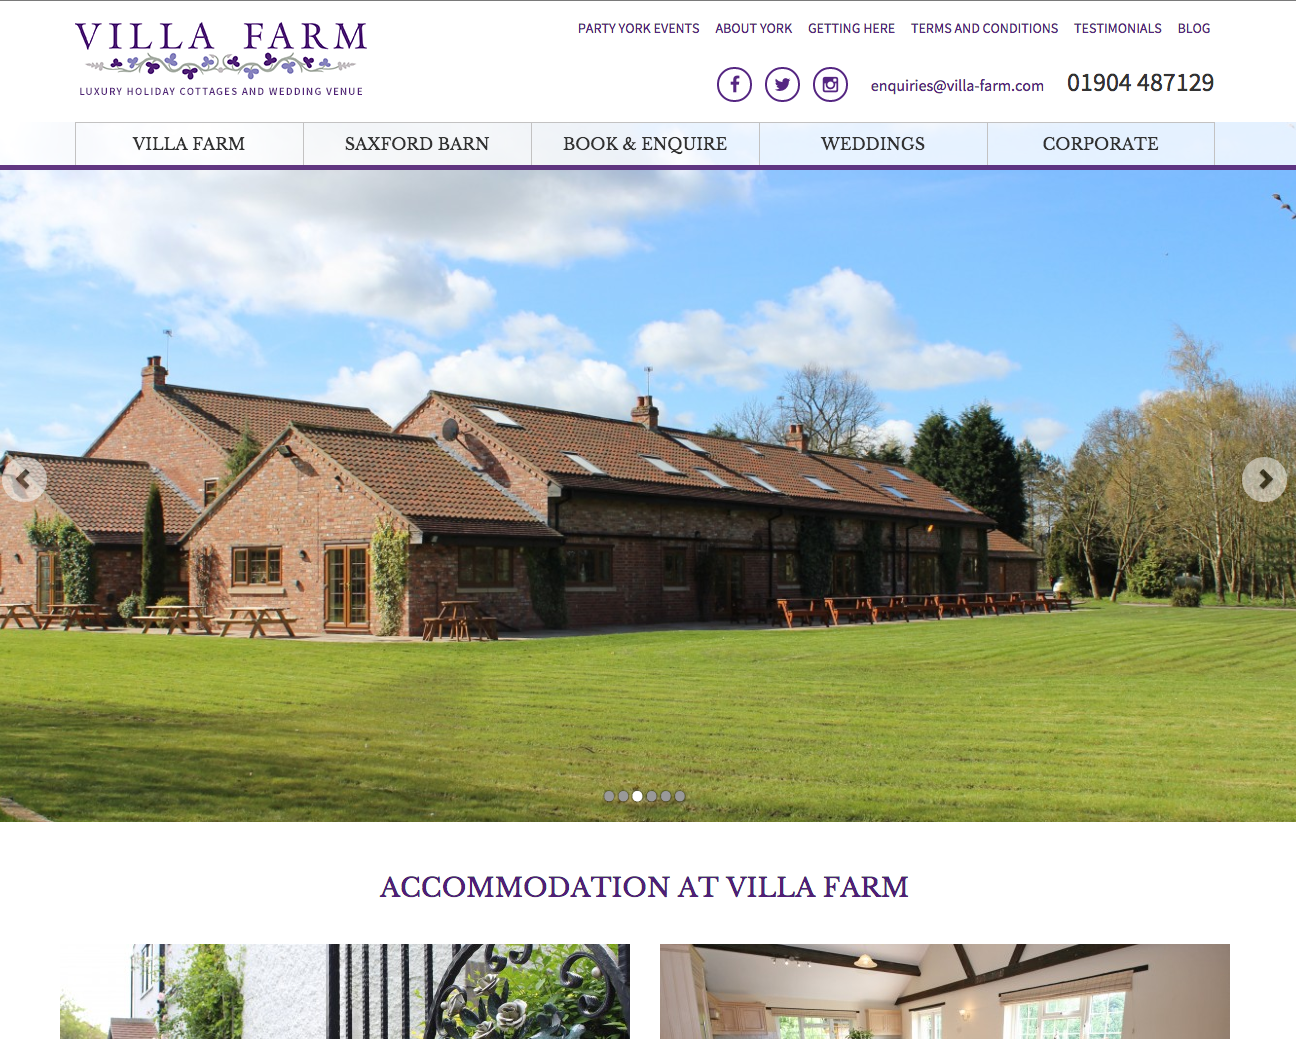 VILLA FARM
LUXURY HOLIDAY COTTAGES AND WEDDING VENUE
PARTY YORK EVENTS ABOUT YORK GETTING HERE TERMS AND CONDITIONS TESTIMONIALS BLOG
enquiries@villa-farm.com 01904 487129
VILLA FARM SAXFORD BARN BOOK & ENQUIRE WEDDINGS CORPORATE
ACCOMMODATION AT VILLA FARM